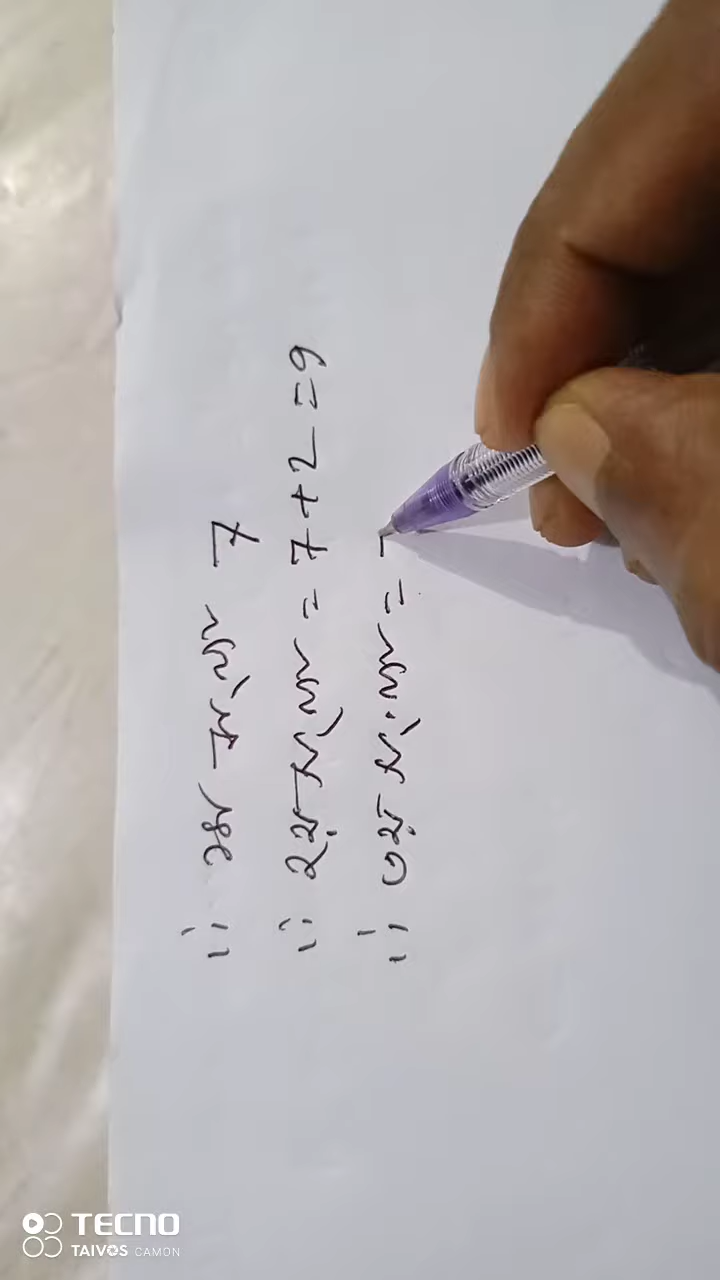 ∴ ১ম সংখ্যা 7
∴ ২য় সংখ্যা = 7+2 =9
∴ ৩য় সংখ্যা =
TECNO
TAIVOS CAMON